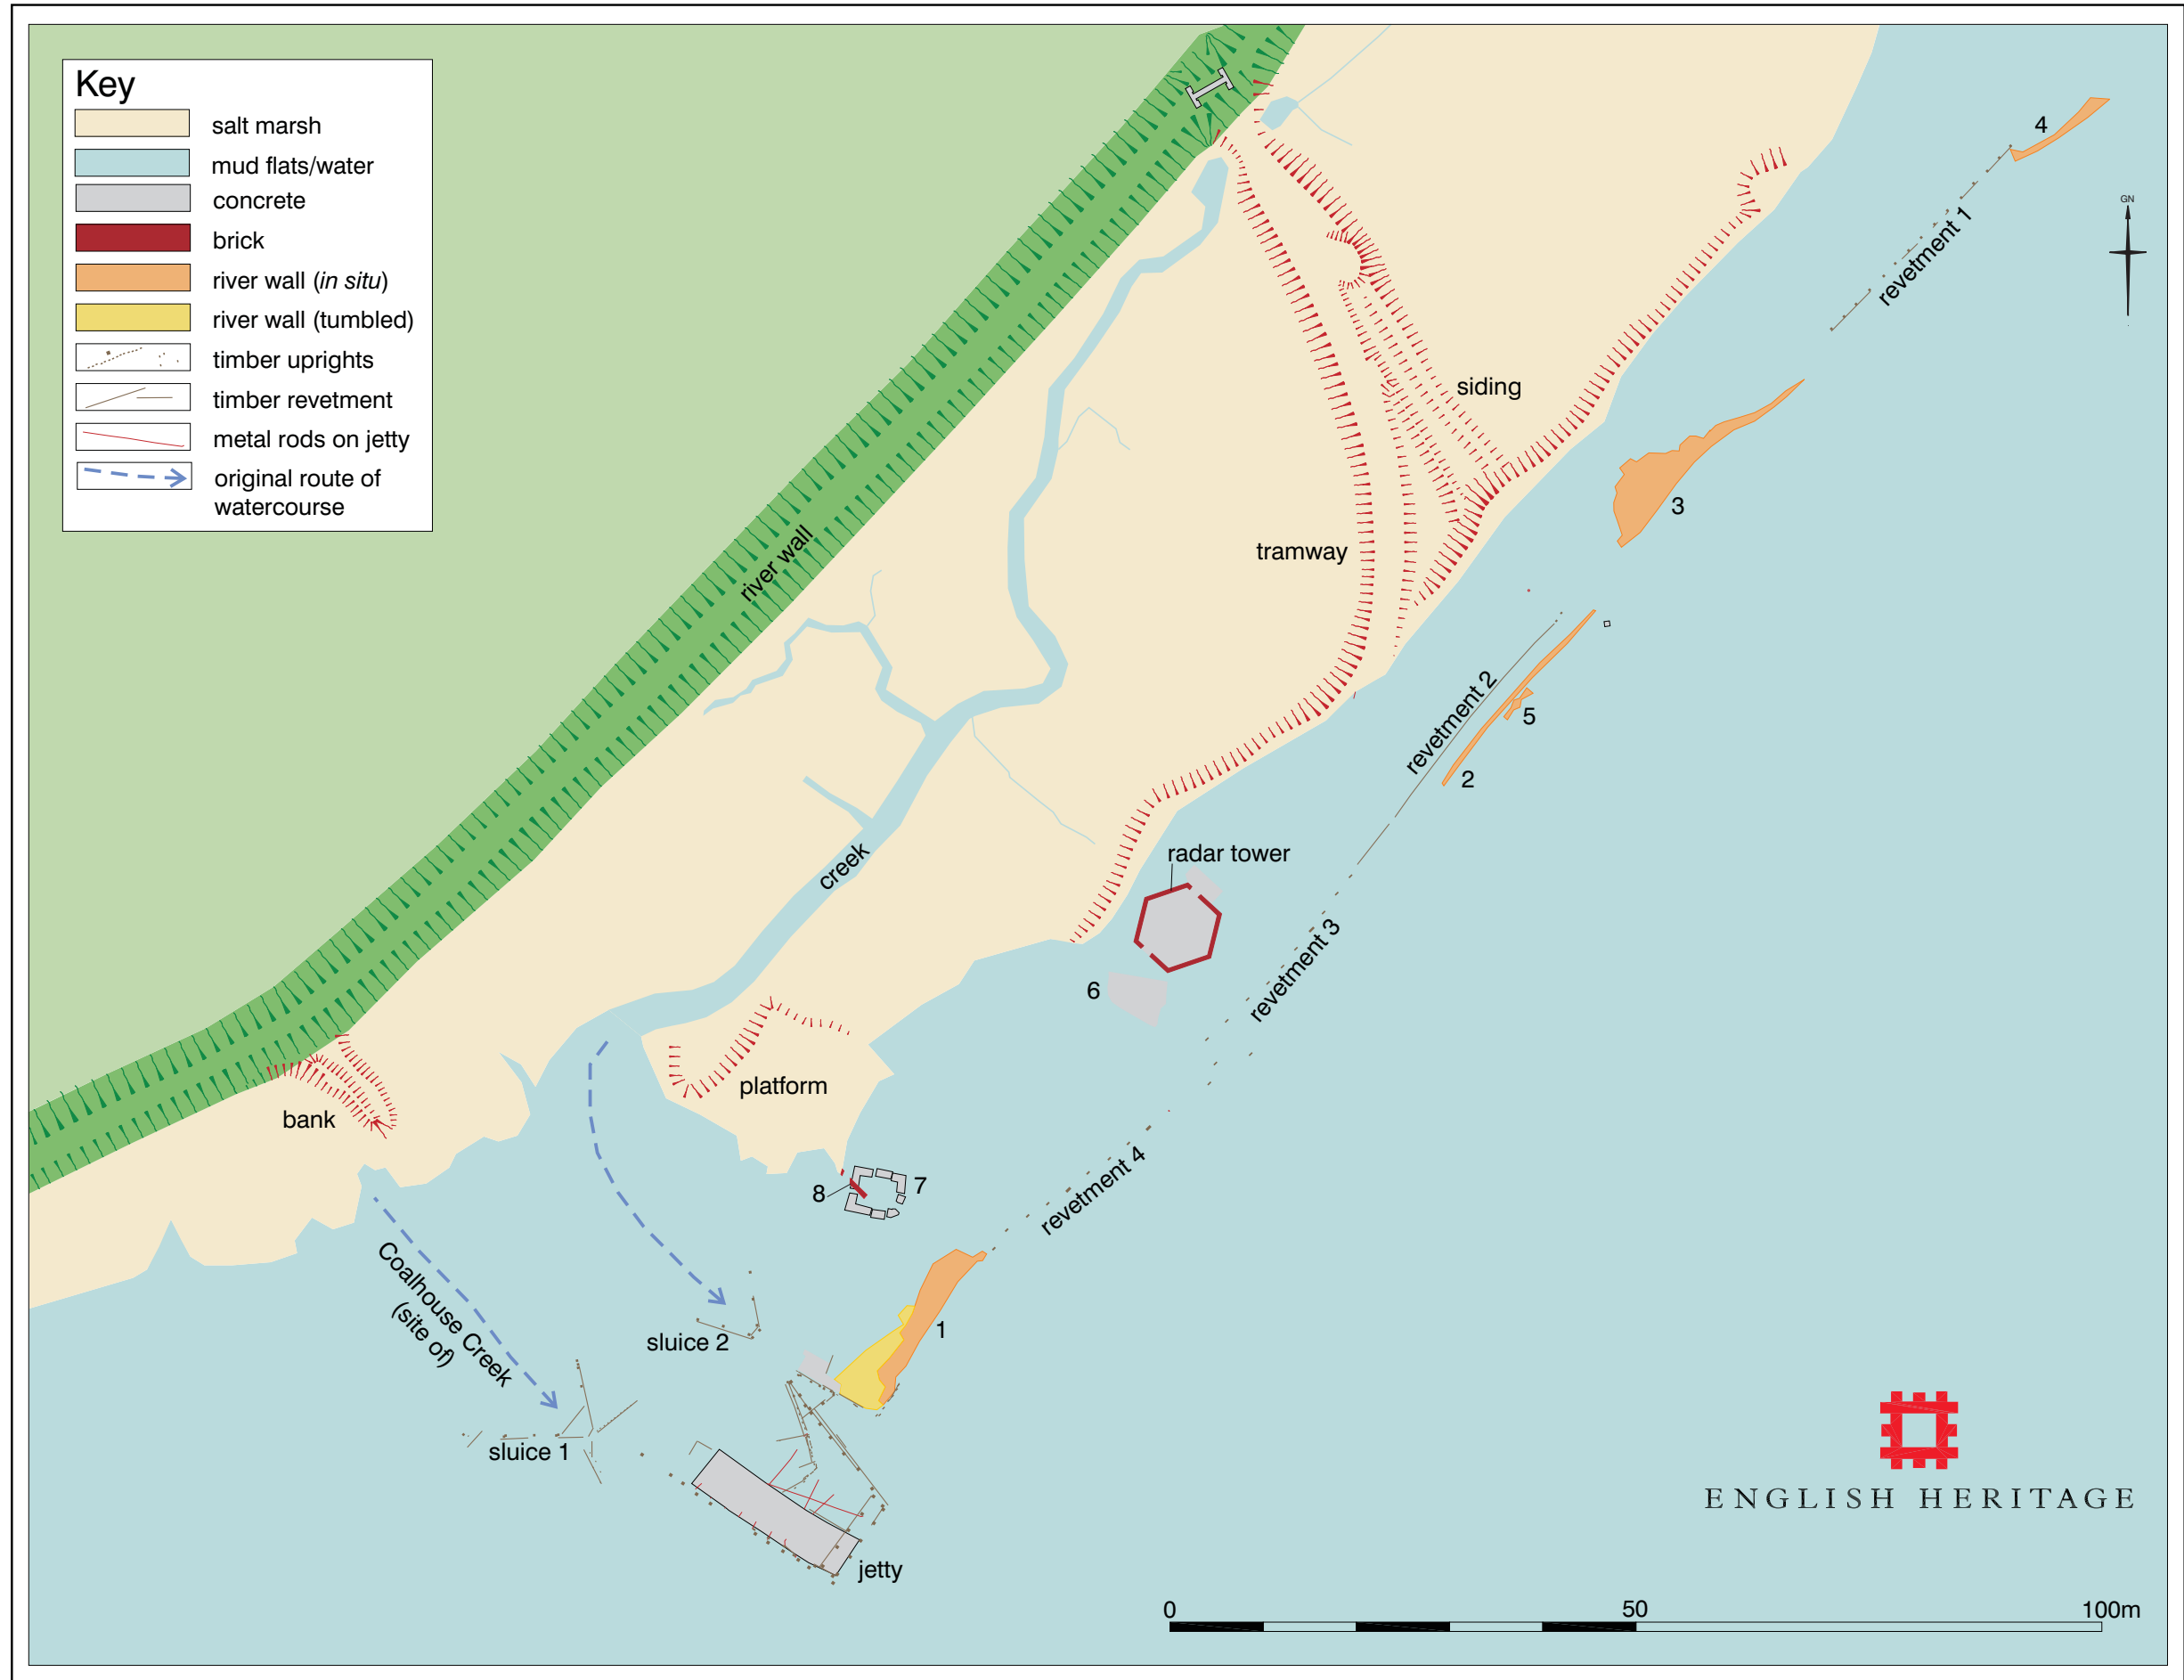 Key
salt marsh
mud flats/water
concrete
brick
river wall (in situ)
river wall (tumbled)
timber uprights
timber revetment
metal rods on jetty
original route of
watercourse
4
GN
revetment 1
siding
3
tramway
river wall
revetment 2
5
2
radar tower
creek
revetment 3
6
platform
bank
revetment 4
7
8
Coalhouse Creek
(site of)
1
sluice 2
sluice 1
jetty
ENGLISH HERITAGE
0
50
100m